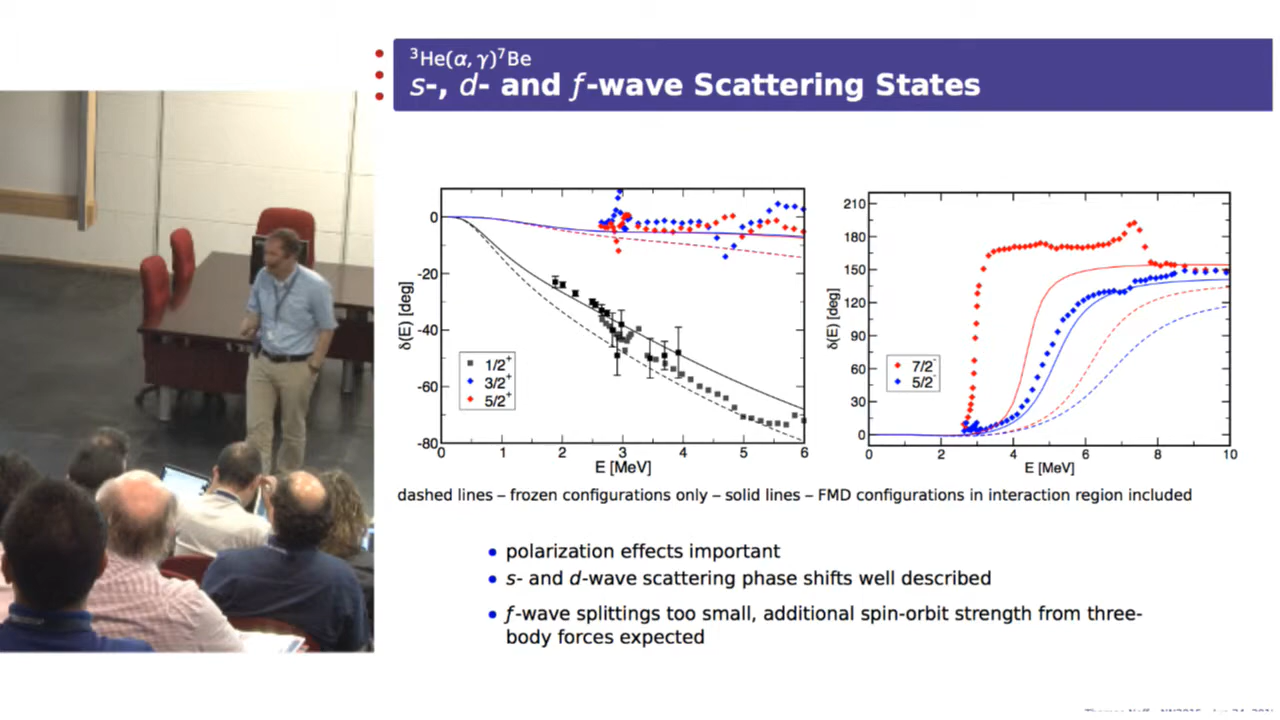 ³He(α, γ)⁷Be
s-, d- and f-wave Scattering States
0
-20
-40
-60
-80
δ(E) [deg]
1/2⁺
3/2⁺
5/2⁺
0 1 2 3 4 5 6
E [MeV]
210
180
150
120
90
60
30
0
δ(E) [deg]
7/2⁻
5/2⁻
0 2 4 6 8 10
E [MeV]
dashed lines – frozen configurations only – solid lines – FMD configurations in interaction region included
• polarization effects important
• s- and d-wave scattering phase shifts well described
• f-wave splittings too small, additional spin-orbit strength from three-
body forces expected